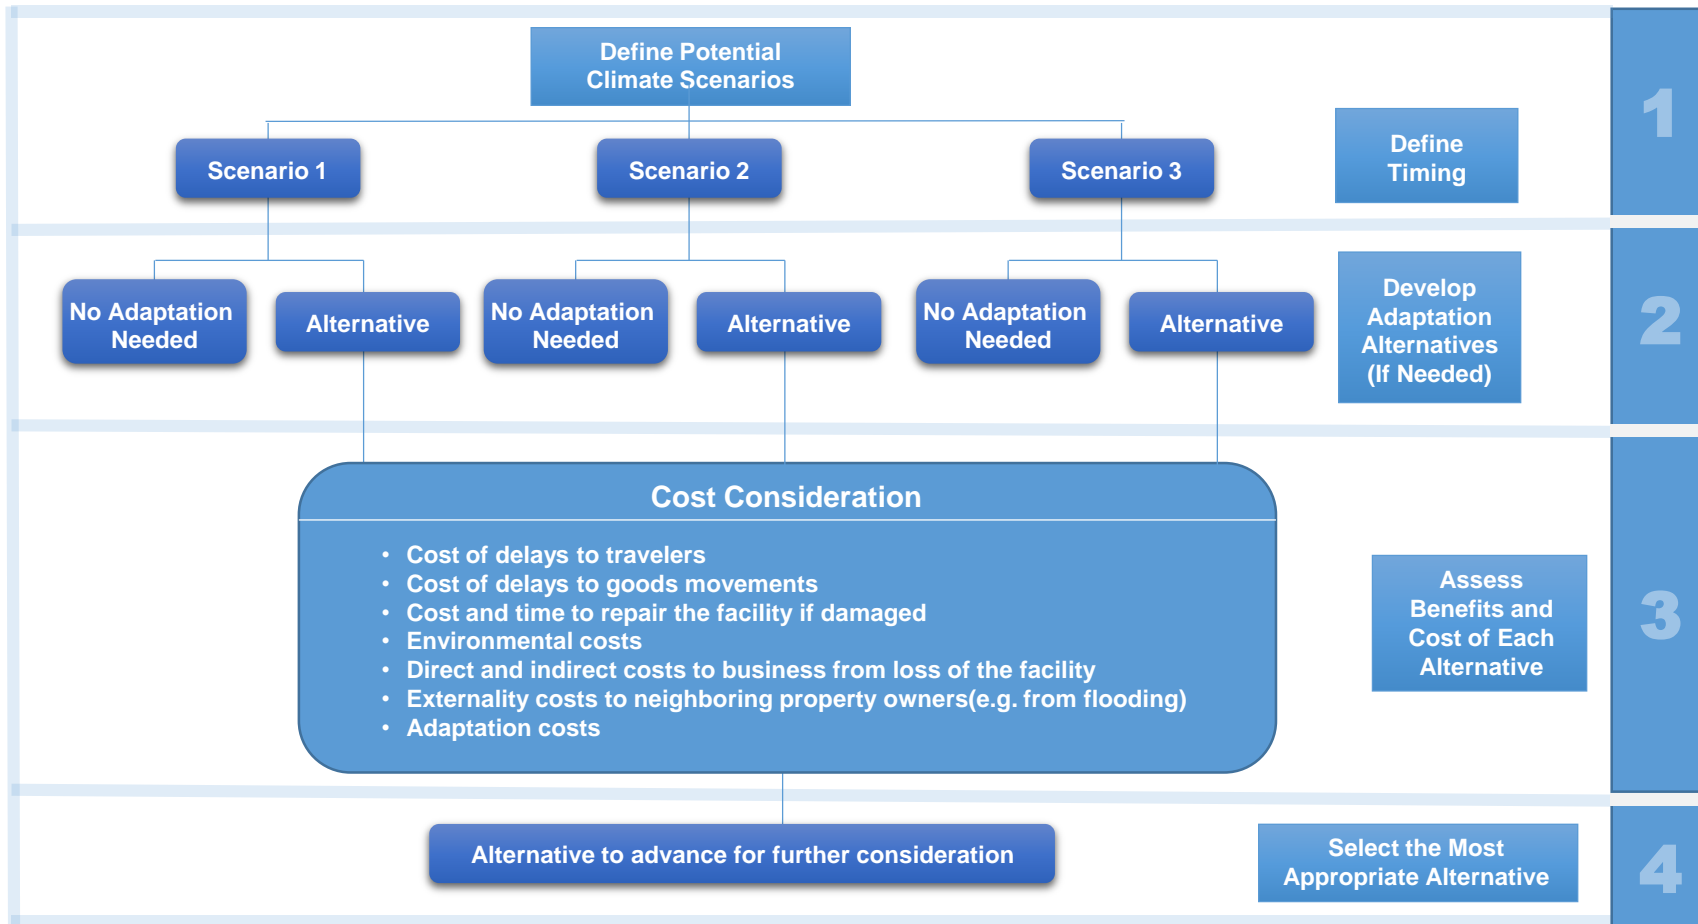 Define Potential
Climate Scenarios
1
Define
Timing
Scenario 1
Scenario 2
Scenario 3
No Adaptation
Needed
Alternative
No Adaptation
Needed
Alternative
No Adaptation
Needed
Alternative
Develop
Adaptation
Alternatives
(If Needed)
2
Cost Consideration
• Cost of delays to travelers
• Cost of delays to goods movements
• Cost and time to repair the facility if damaged
• Environmental costs
• Direct and indirect costs to business from loss of the facility
• Externality costs to neighboring property owners(e.g. from flooding)
• Adaptation costs
Assess
Benefits and
Cost of Each
Alternative
3
Alternative to advance for further consideration
Select the Most
Appropriate Alternative
4